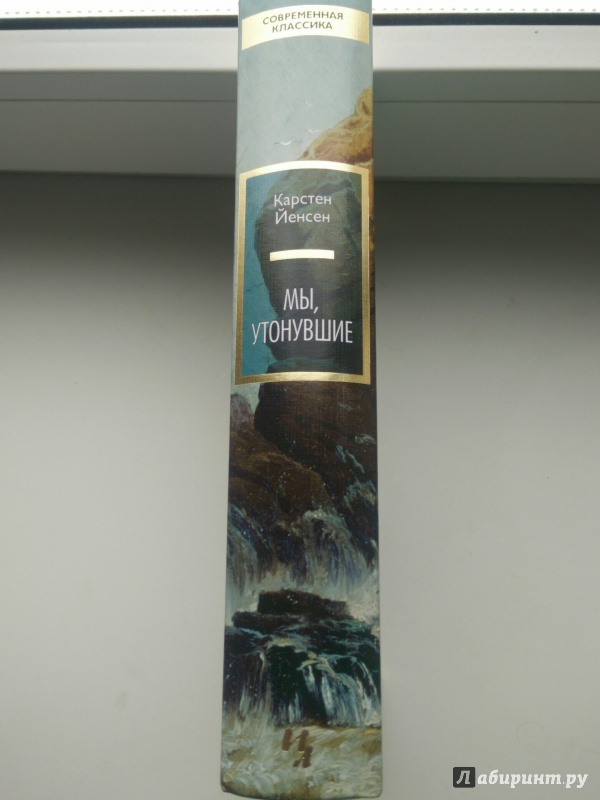 СОВРЕМЕННАЯ
КЛАССИКА
Карстен
Йенсен
МЫ,
УТОНУВШИЕ
И
Я
Лабиринт.ру